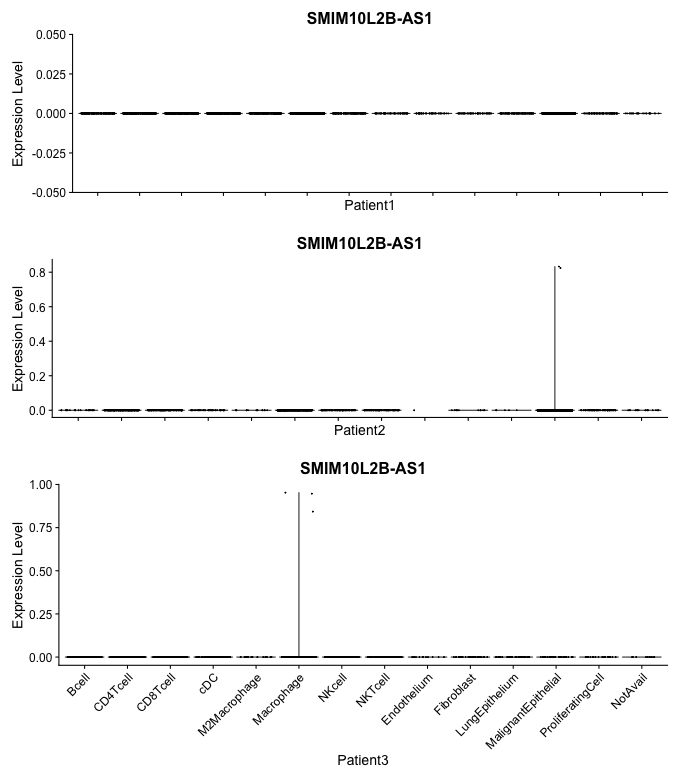 SMIM10L2B-AS1
0.050
0.025
0.000
-0.025
-0.050
Expression Level
Patient1
SMIM10L2B-AS1
0.8
0.6
0.4
0.2
0.0
Expression Level
Patient2
SMIM10L2B-AS1
1.00
0.75
0.50
0.25
0.00
Expression Level
Bcell
CD4Tcell
CD8Tcell
cDC
M2Macrophage
Macrophage
NKcell
NKTcell
Endothelium
Fibroblast
LungEpithelium
MalignantEpithelial
ProliferatingCell
NotAvail
Patient3